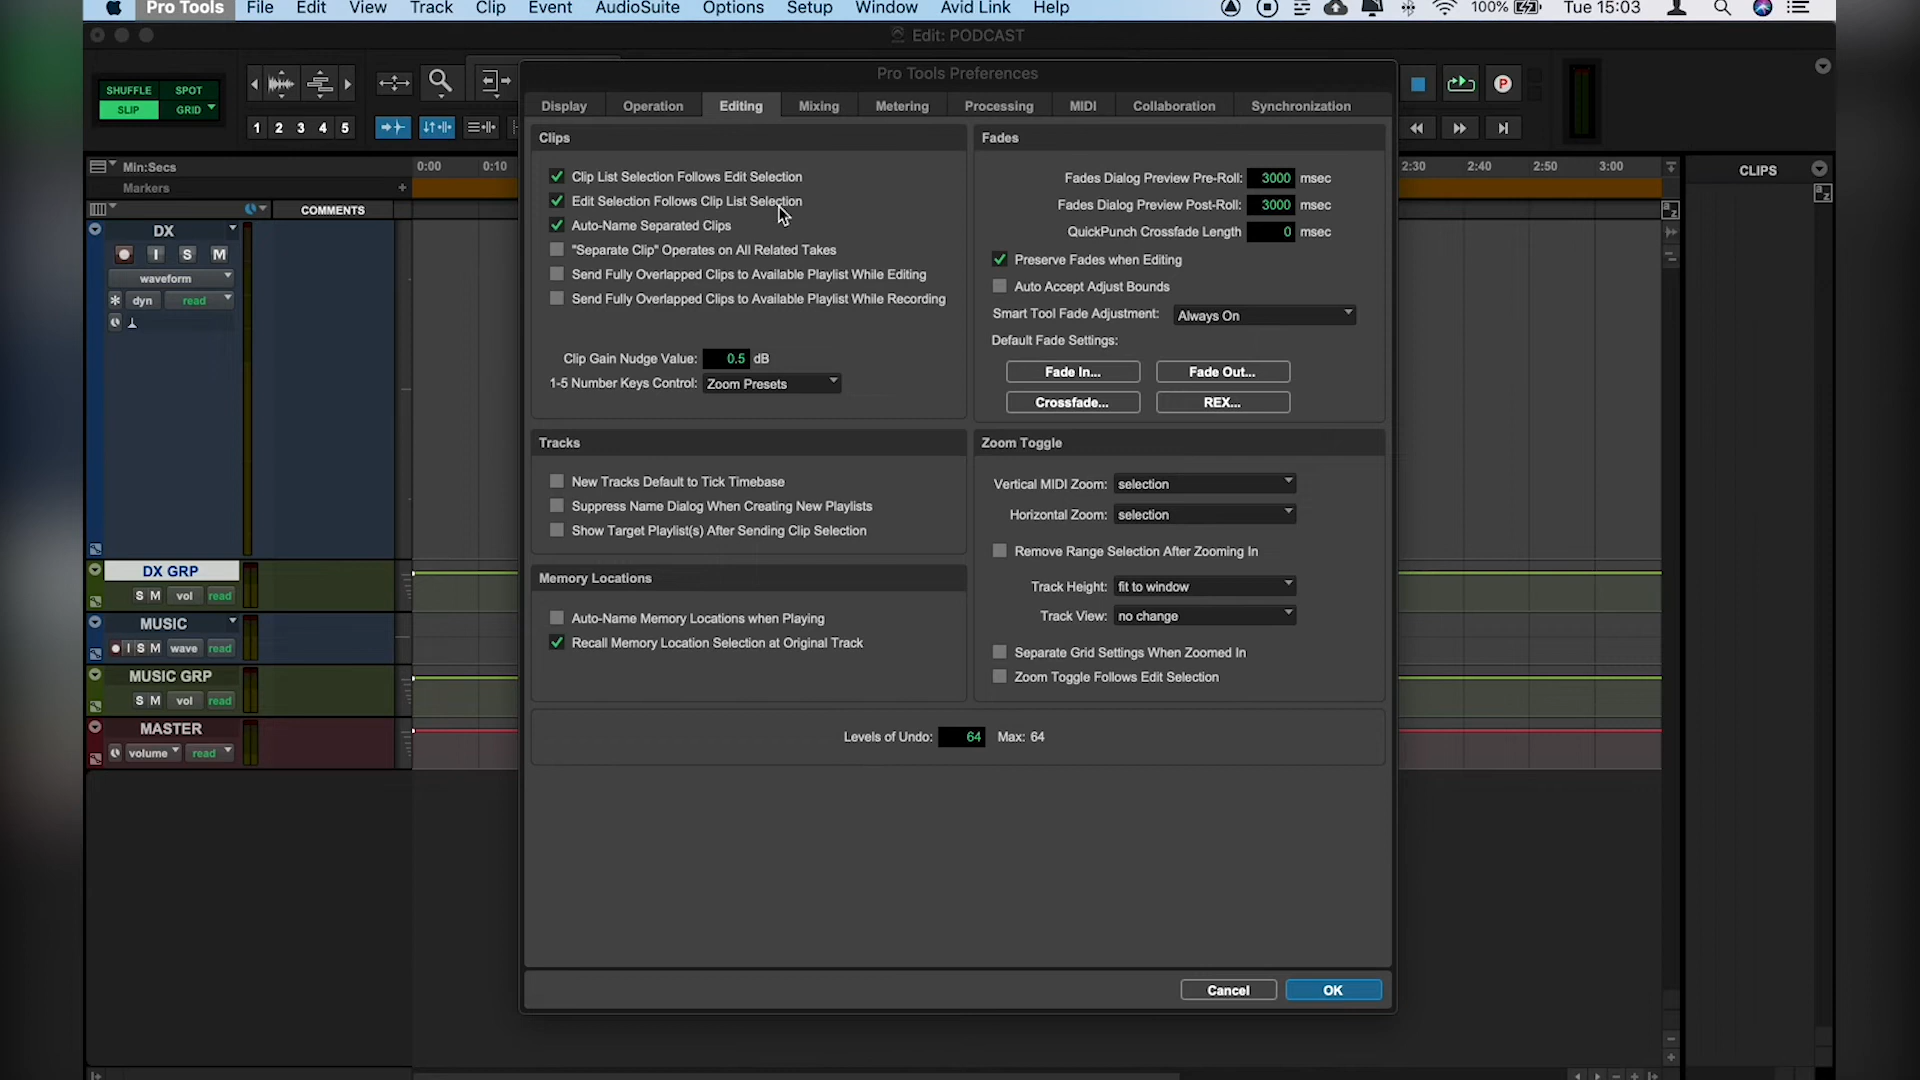 Pro Tools File Edit View Track Clip Event AudioSuite Options Setup Window Avid Link Help 100% Tue 15:03
Edit: PODCAST
SHUFFLE SPOT
SLIP GRID
1 2 3 4 5
Min:Secs 0:00 0:10 2:30 2:40 2:50 3:00
Markers
COMMENTS
CLIPS
DX
I S M
waveform
dyn read
DX GRP
S M vol read
MUSIC
I S M wave read
MUSIC GRP
S M vol read
MASTER
volume read
Pro Tools Preferences
Display Operation Editing Mixing Metering Processing MIDI Collaboration Synchronization
Clips
Clip List Selection Follows Edit Selection
Edit Selection Follows Clip List Selection
Auto-Name Separated Clips
"Separate Clip" Operates on All Related Takes
Send Fully Overlapped Clips to Available Playlist While Editing
Send Fully Overlapped Clips to Available Playlist While Recording
Clip Gain Nudge Value: 0.5 dB
1-5 Number Keys Control: Zoom Presets
Fades
Fades Dialog Preview Pre-Roll: 3000 msec
Fades Dialog Preview Post-Roll: 3000 msec
QuickPunch Crossfade Length 0 msec
Preserve Fades when Editing
Auto Accept Adjust Bounds
Smart Tool Fade Adjustment: Always On
Default Fade Settings:
Fade In... Fade Out...
Crossfade... REX...
Tracks
New Tracks Default to Tick Timebase
Suppress Name Dialog When Creating New Playlists
Show Target Playlist(s) After Sending Clip Selection
Memory Locations
Auto-Name Memory Locations when Playing
Recall Memory Location Selection at Original Track
Zoom Toggle
Vertical MIDI Zoom: selection
Horizontal Zoom: selection
Remove Range Selection After Zooming In
Track Height: fit to window
Track View: no change
Separate Grid Settings When Zoomed In
Zoom Toggle Follows Edit Selection
Levels of Undo: 64 Max: 64
Cancel OK